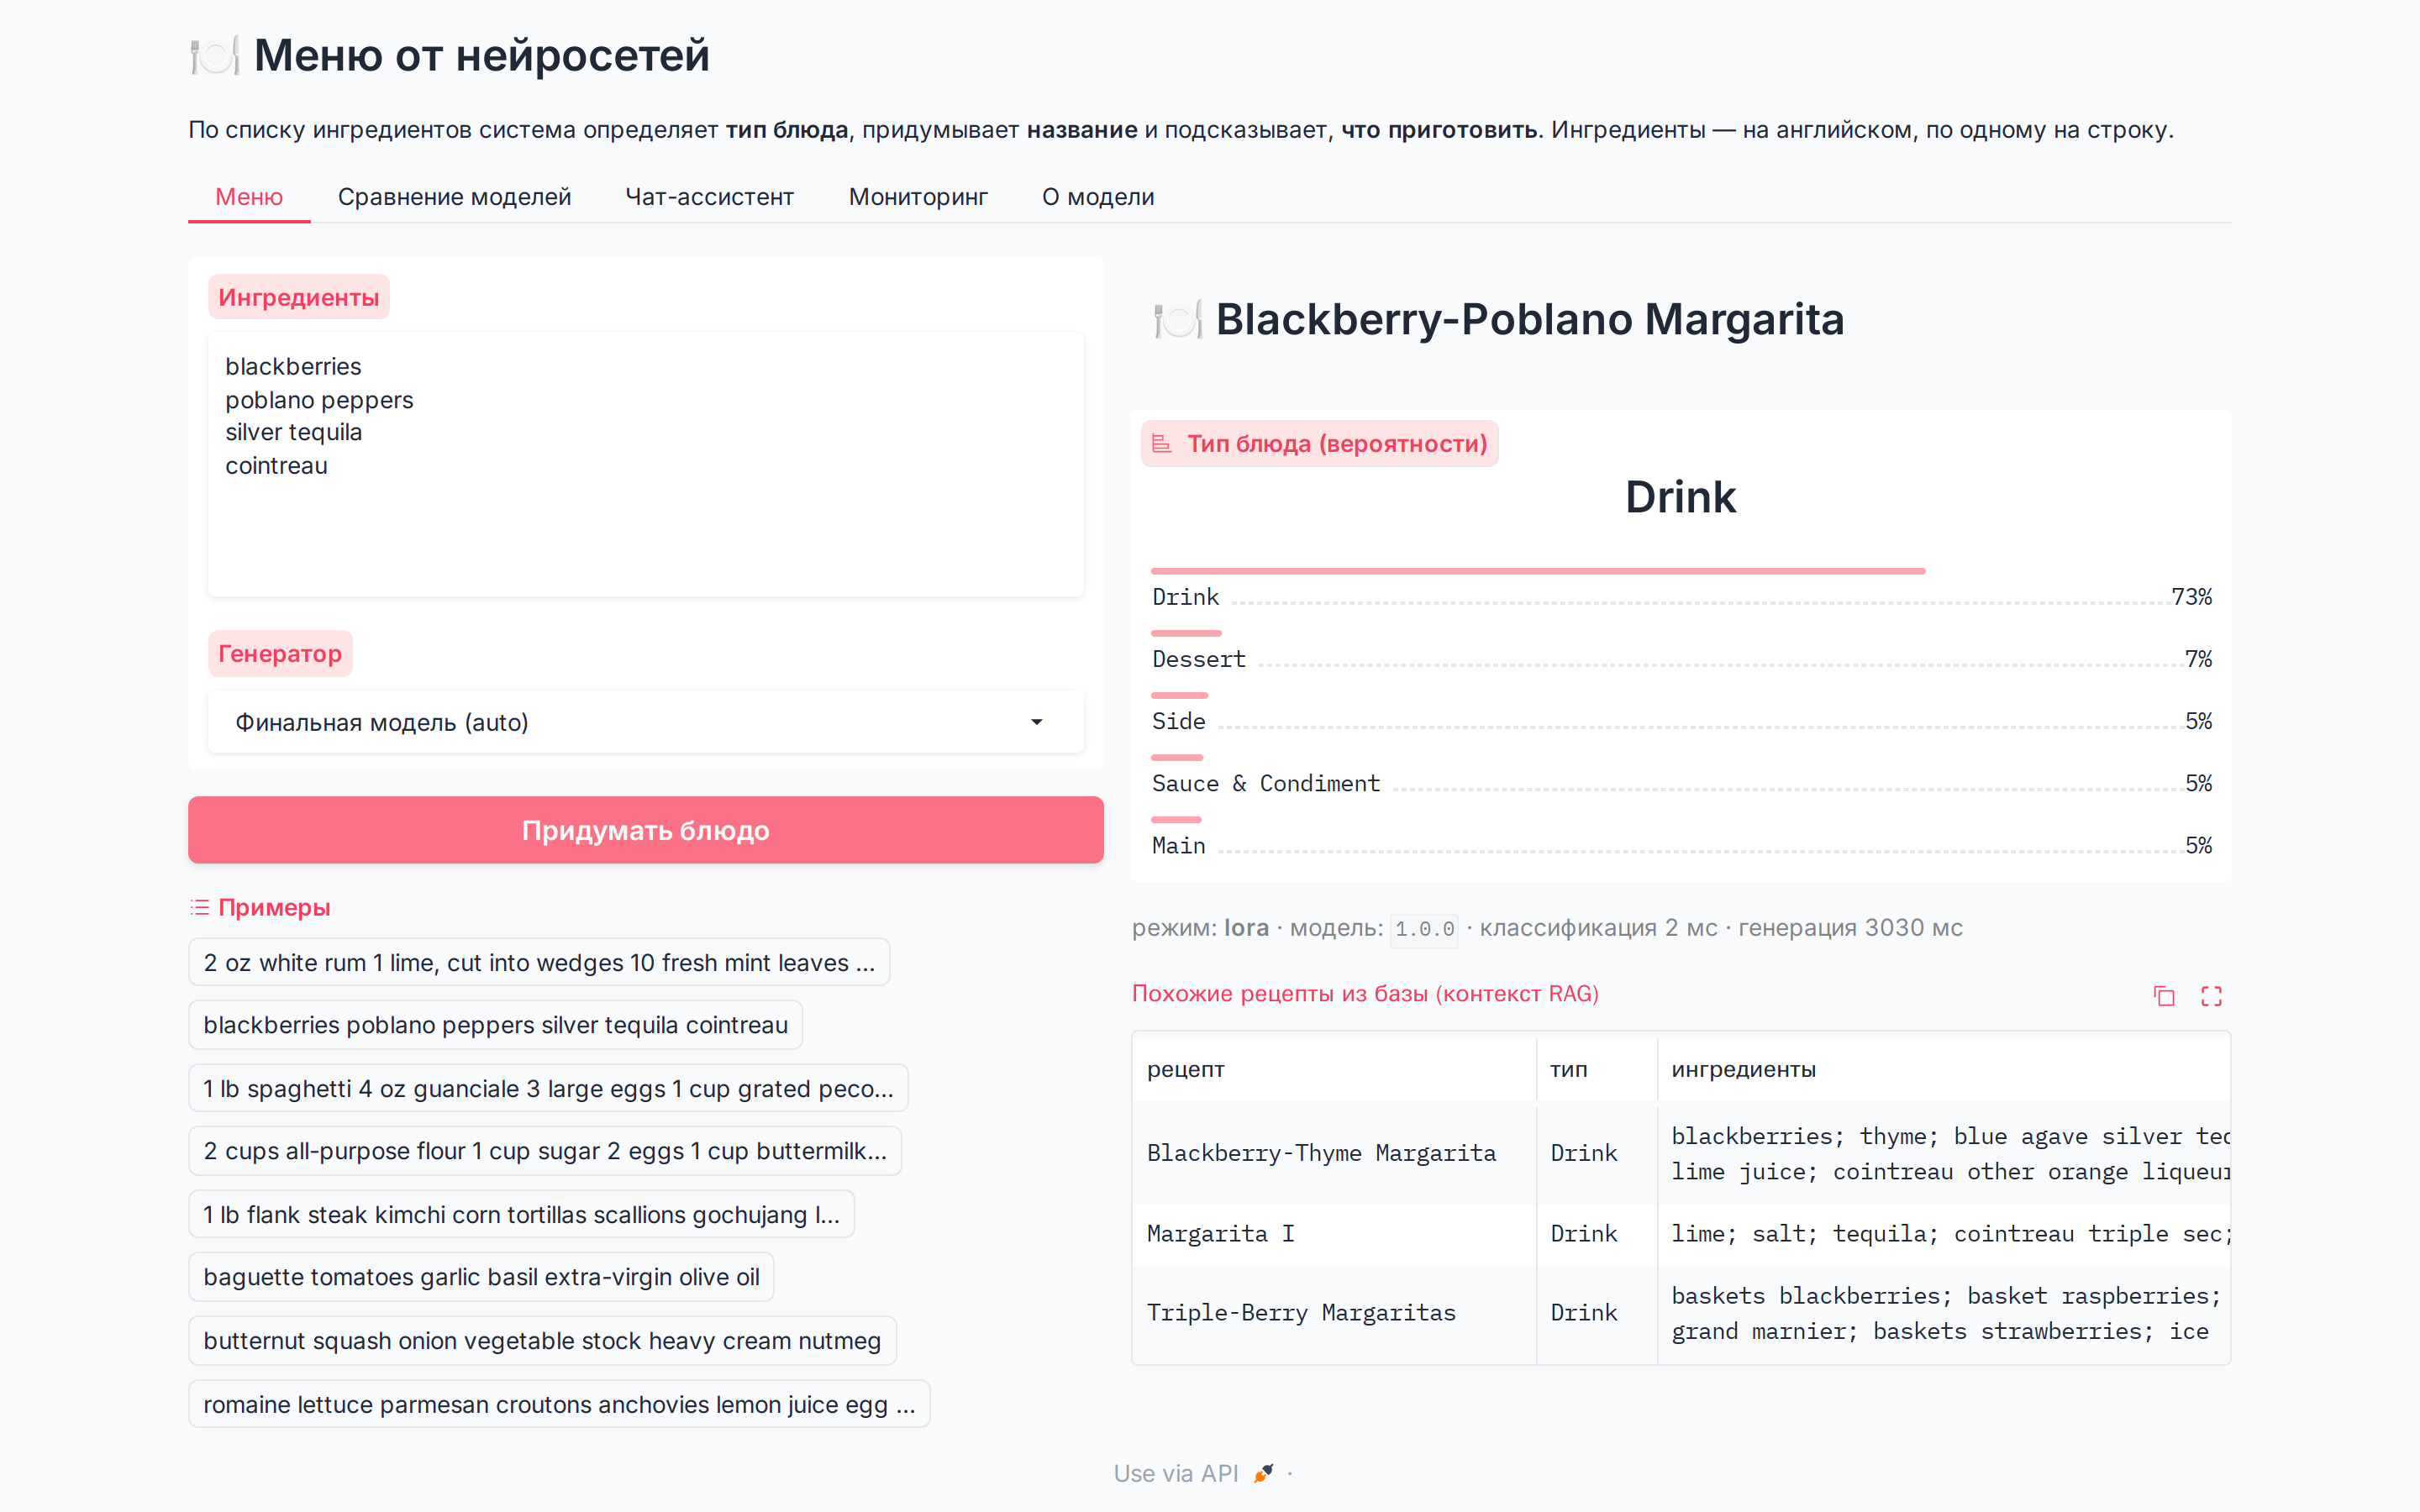 Меню от нейросетей
По списку ингредиентов система определяет тип блюда, придумывает название и подсказывает, что приготовить. Ингредиенты — на английском, по одному на строку.
Меню Сравнение моделей Чат-ассистент Мониторинг О модели
Ингредиенты
blackberries
poblano peppers
silver tequila
cointreau
Генератор
Финальная модель (auto)
Придумать блюдо
Примеры
2 oz white rum 1 lime, cut into wedges 10 fresh mint leaves ...
blackberries poblano peppers silver tequila cointreau
1 lb spaghetti 4 oz guanciale 3 large eggs 1 cup grated peco...
2 cups all-purpose flour 1 cup sugar 2 eggs 1 cup buttermilk...
1 lb flank steak kimchi corn tortillas scallions gochujang l...
baguette tomatoes garlic basil extra-virgin olive oil
butternut squash onion vegetable stock heavy cream nutmeg
romaine lettuce parmesan croutons anchovies lemon juice egg ...
Blackberry-Poblano Margarita
Тип блюда (вероятности)
Drink
Drink 73%
Dessert 7%
Side 5%
Sauce & Condiment 5%
Main 5%
режим: lora · модель: 1.0.0 · классификация 2 мс · генерация 3030 мс
Похожие рецепты из базы (контекст RAG)
рецепт тип ингредиенты
Blackberry-Thyme Margarita Drink blackberries; thyme; blue agave silver
lime juice; cointreau other orange
Margarita I Drink lime; salt; tequila; cointreau triple sec;
Triple-Berry Margaritas Drink baskets blackberries; basket raspberries;
grand marnier; baskets strawberries; ice
Use via API ·